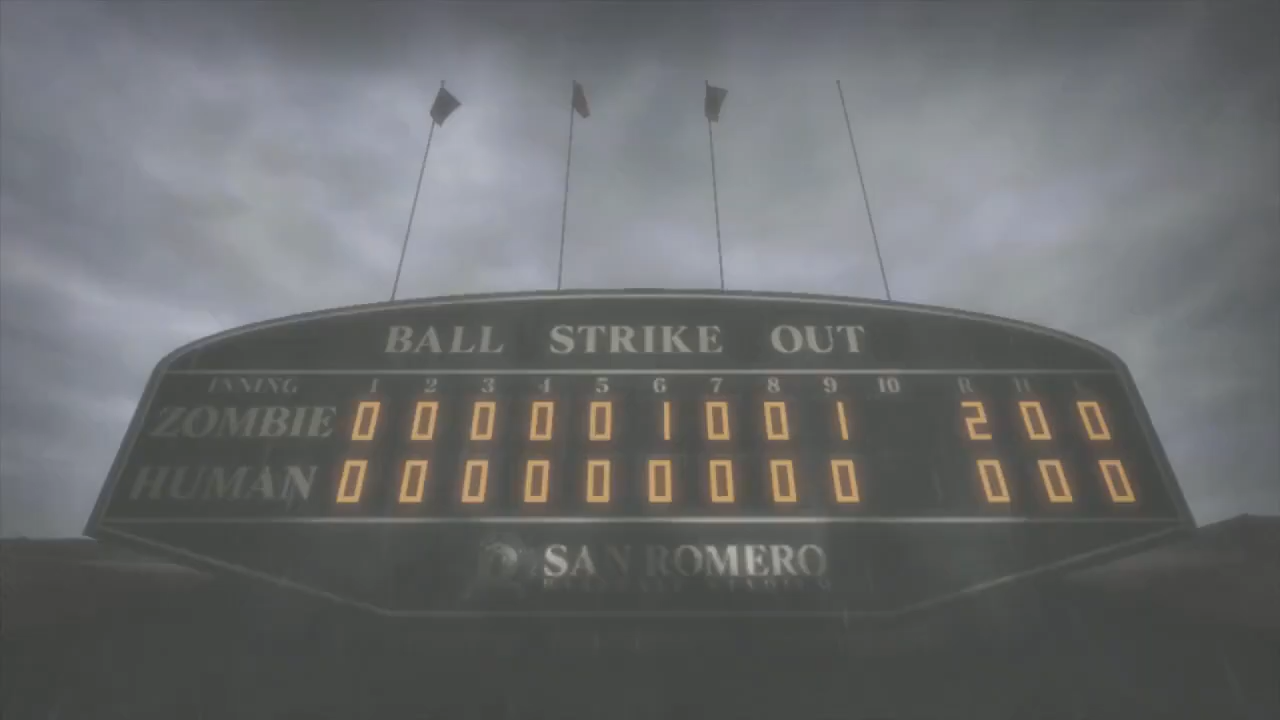 BALL STRIKE OUT
INNING 1 2 3 4 5 6 7 8 9 10 R H
ZOMBIE 0 0 0 0 0 1 0 0 1 2 0 0
HUMAN 0 0 0 0 0 0 0 0 0 0 0 0
SAN ROMERO